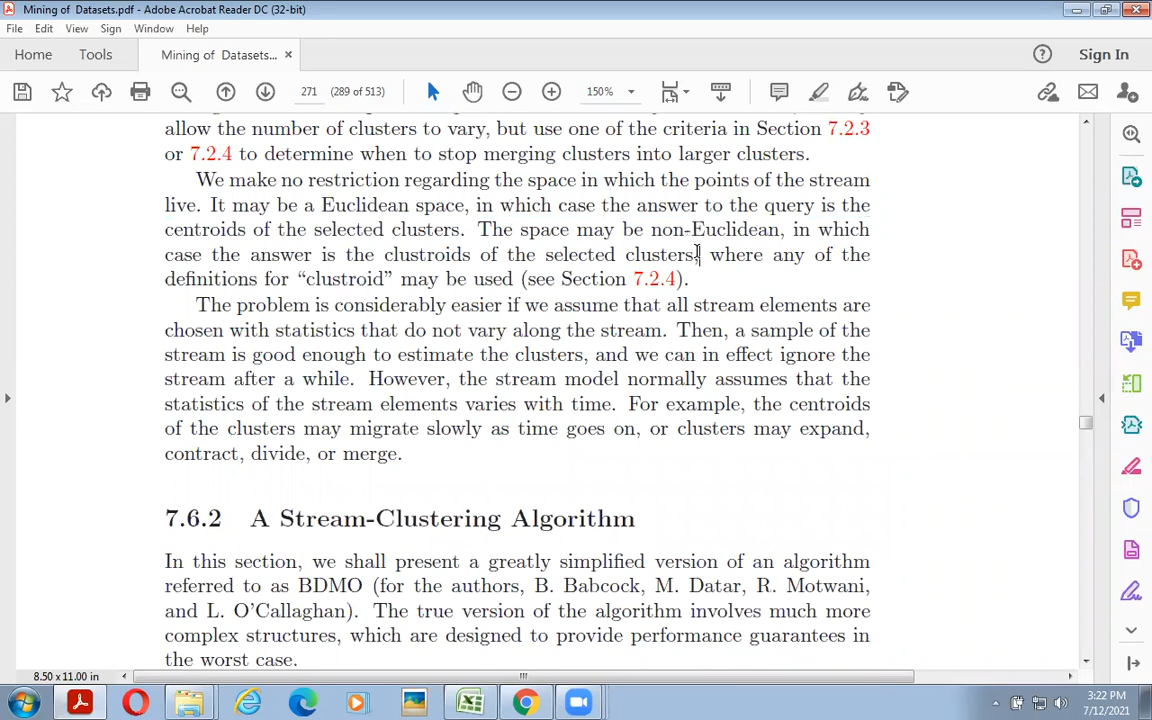 Mining of Datasets.pdf - Adobe Acrobat Reader DC (32-bit)
File Edit View Sign Window Help
Home Tools Mining of Datasets... × Sign In
271 (289 of 513) 150%
allow the number of clusters to vary, but use one of the criteria in Section 7.2.3
or 7.2.4 to determine when to stop merging clusters into larger clusters.
We make no restriction regarding the space in which the points of the stream
live. It may be a Euclidean space, in which case the answer to the query is the
centroids of the selected clusters. The space may be non-Euclidean, in which
case the answer is the clustroids of the selected clusters, where any of the
definitions for “clustroid” may be used (see Section 7.2.4).
The problem is considerably easier if we assume that all stream elements are
chosen with statistics that do not vary along the stream. Then, a sample of the
stream is good enough to estimate the clusters, and we can in effect ignore the
stream after a while. However, the stream model normally assumes that the
statistics of the stream elements varies with time. For example, the centroids
of the clusters may migrate slowly as time goes on, or clusters may expand,
contract, divide, or merge.
7.6.2 A Stream-Clustering Algorithm
In this section, we shall present a greatly simplified version of an algorithm
referred to as BDMO (for the authors, B. Babcock, M. Datar, R. Motwani,
and L. O’Callaghan). The true version of the algorithm involves much more
complex structures, which are designed to provide performance guarantees in
the worst case.
8.50 x 11.00 in
3:22 PM
7/12/2021